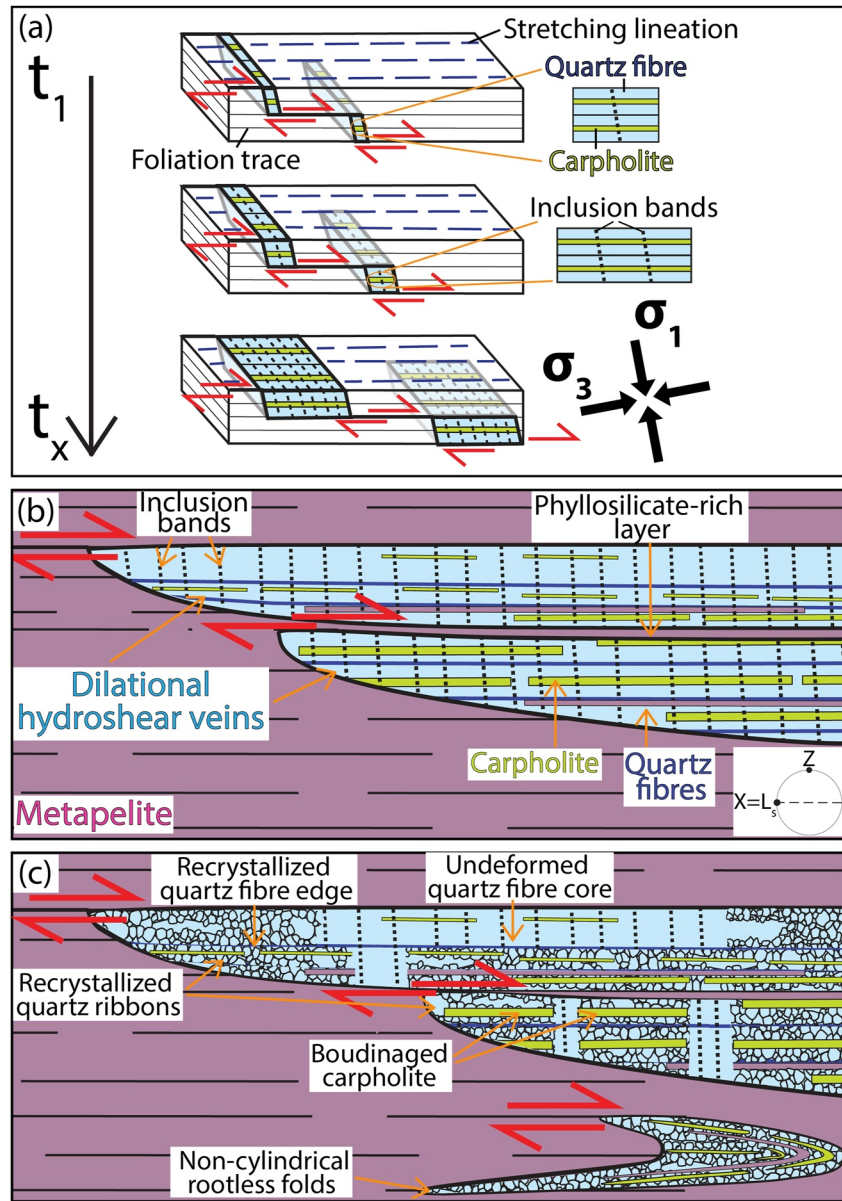 (a)
Stretching lineation
t1
Quartz fibre
Foliation trace
Carpholite
Inclusion bands
σ1
σ3
tx
(b)
Inclusion
bands
Phyllosilicate-rich
layer
Dilational
hydroshear veins
Carpholite
Quartz
fibres
Metapelite
Z
X=Ls
(c)
Recrystallized
quartz fibre edge
Undeformed
quartz fibre core
Recrystallized
quartz ribbons
Boudinaged
carpholite
Non-cylindrical
rootless folds